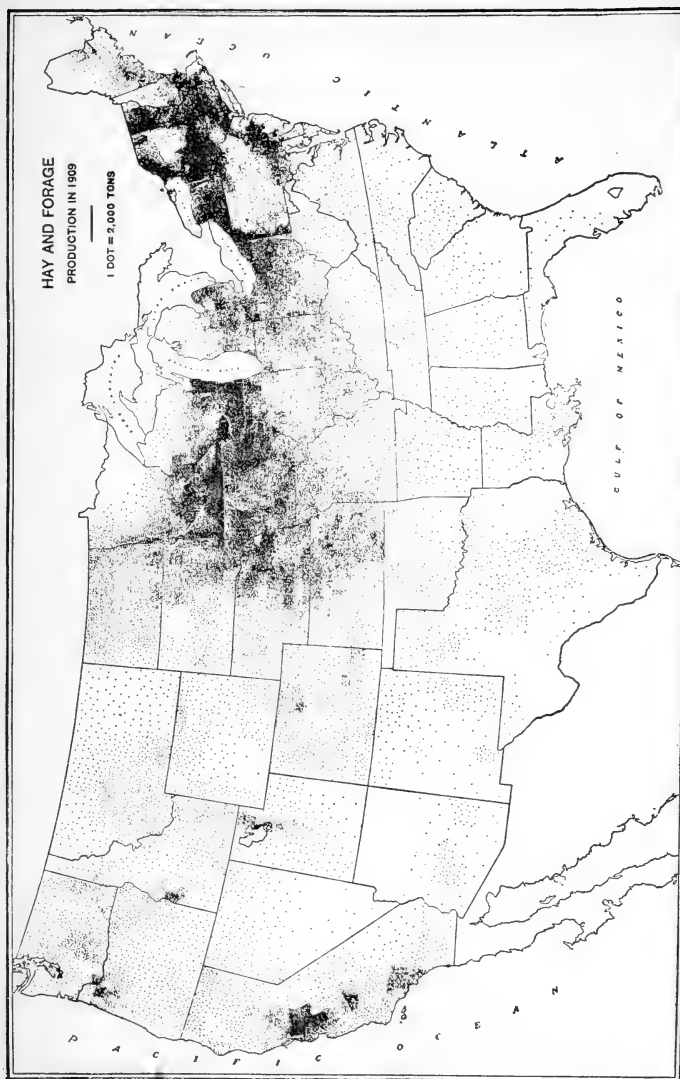 HAY AND FORAGE
PRODUCTION IN 1909
1 DOT = 2,000 TONS
ATLANTIC OCEAN
GULF OF MEXICO
PACIFIC OCEAN